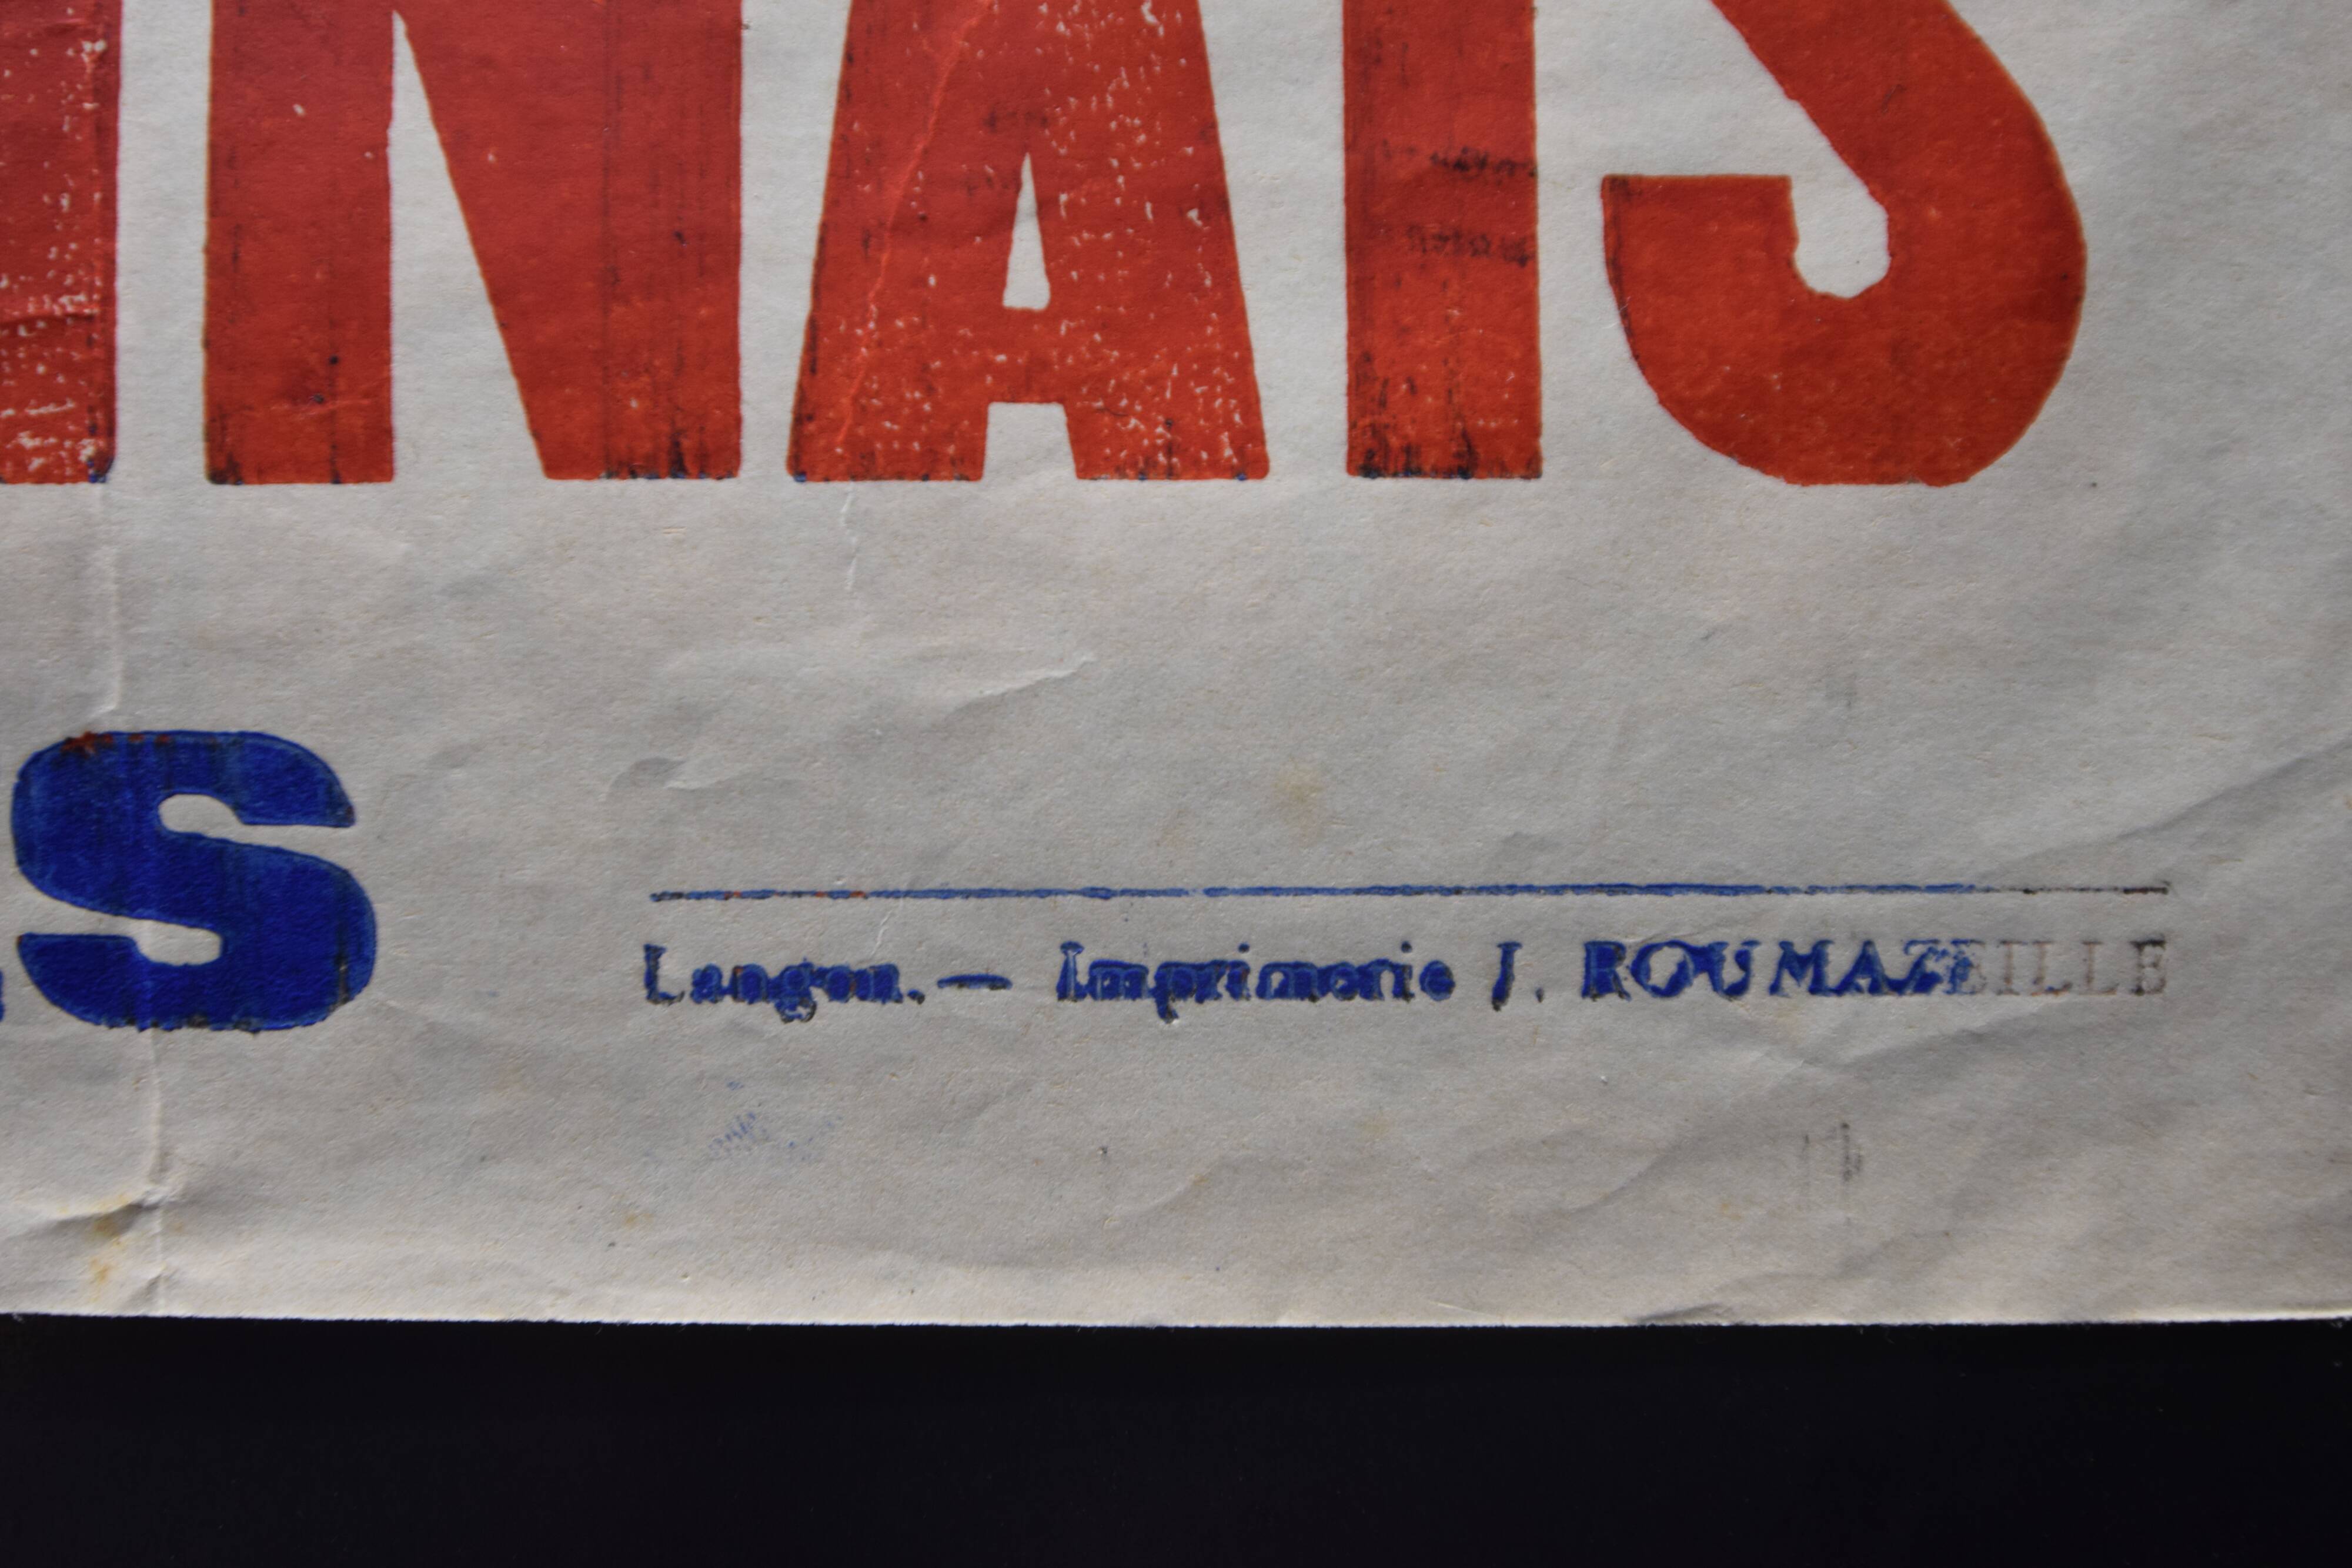 NAIS
S
Langon. — Imprimerie J. ROUMAZEILLE